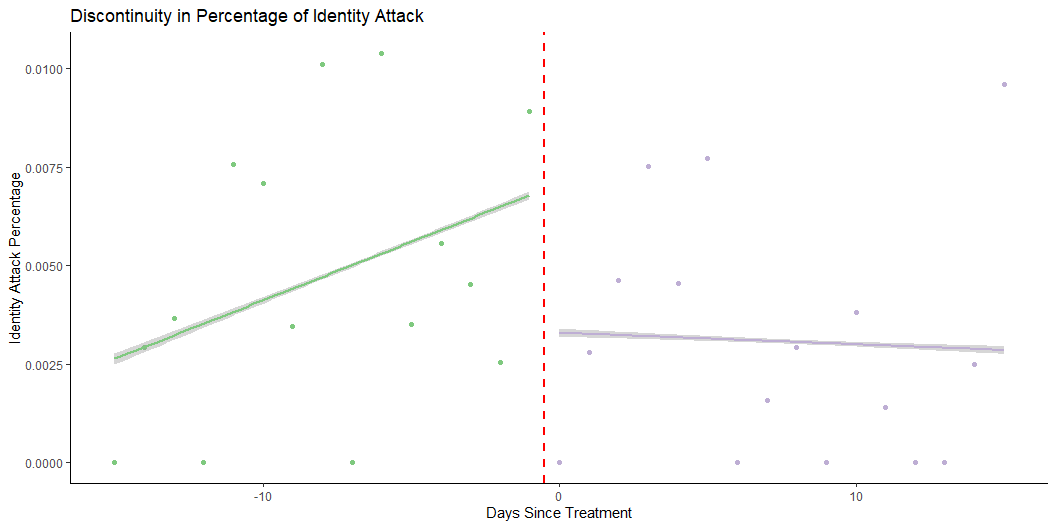 Discontinuity in Percentage of Identity Attack
Identity Attack Percentage
0.0100
0.0075
0.0050
0.0025
0.0000
-10
0
10
Days Since Treatment